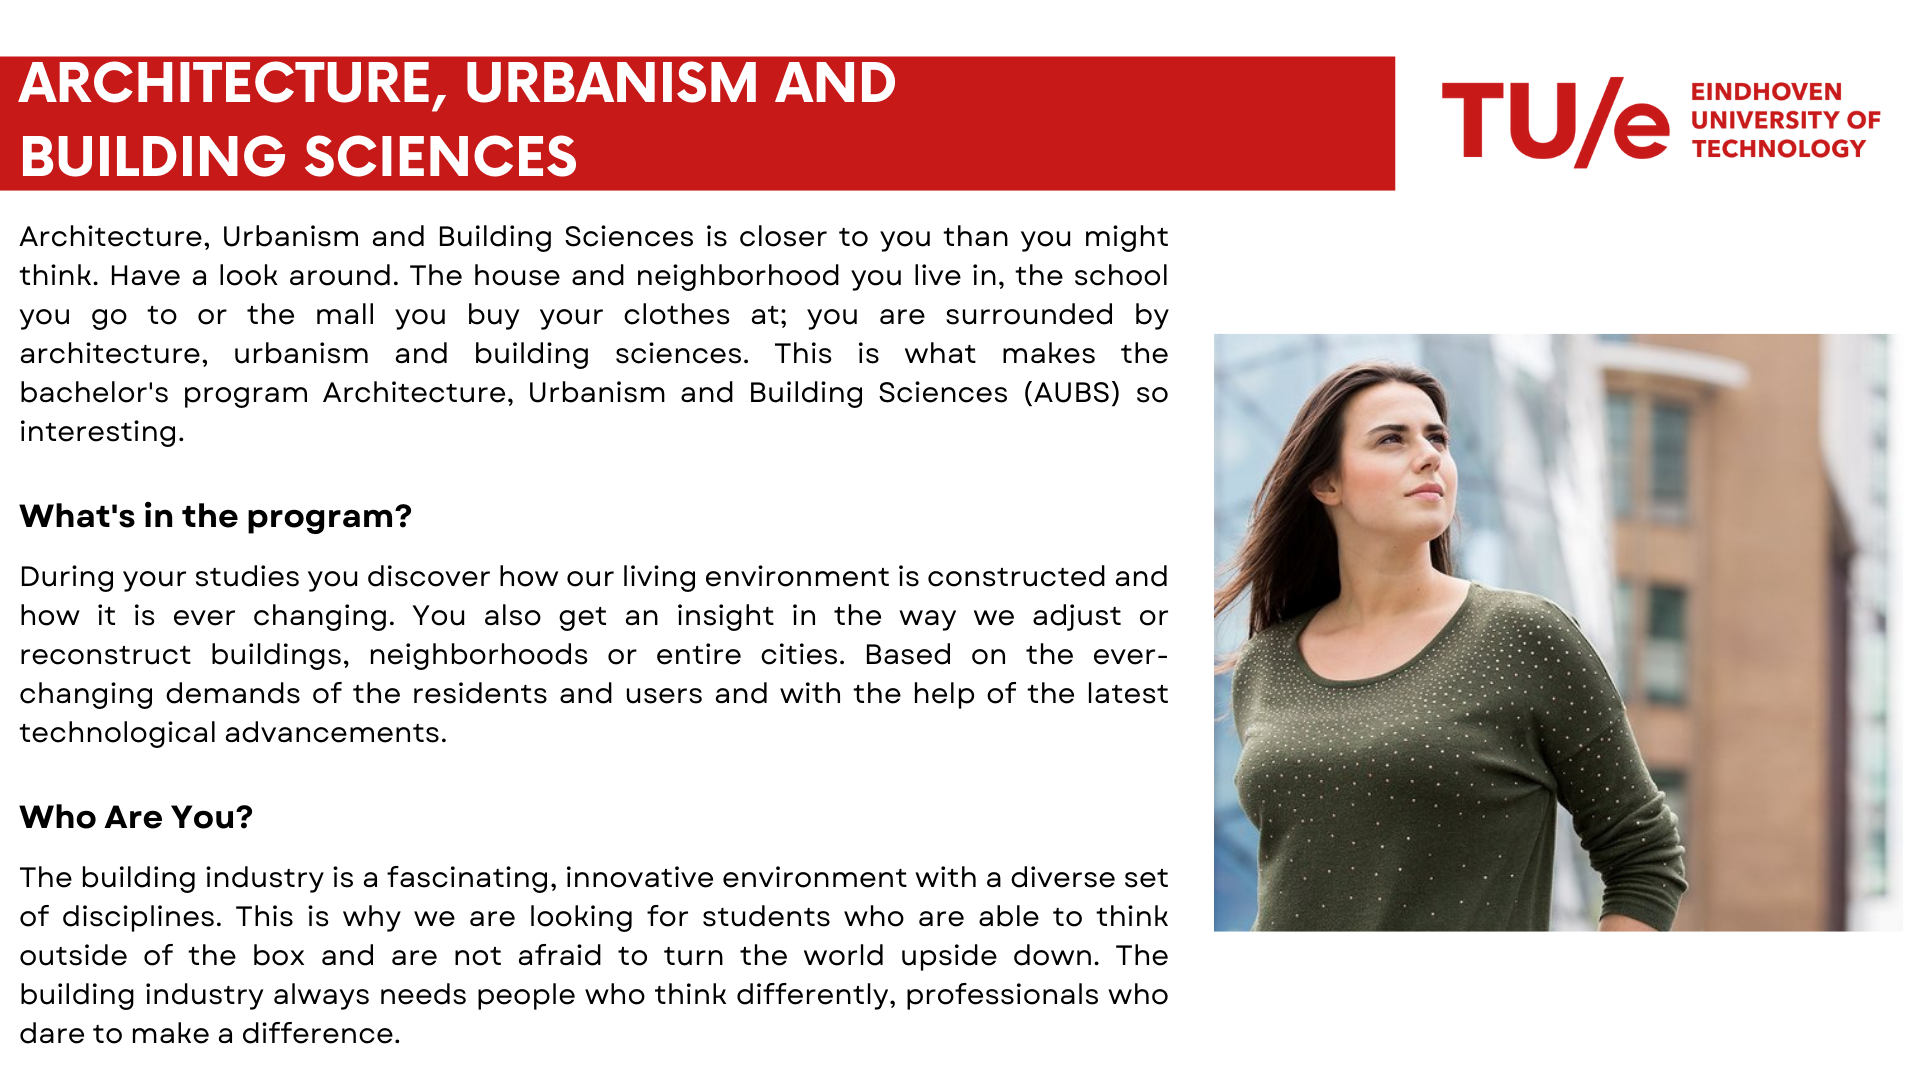 ARCHITECTURE, URBANISM AND
BUILDING SCIENCES
TU/e
EINDHOVEN
UNIVERSITY OF
TECHNOLOGY
Architecture, Urbanism and Building Sciences is closer to you than you might
think. Have a look around. The house and neighborhood you live in, the school
you go to or the mall you buy your clothes at; you are surrounded by
architecture, urbanism and building sciences. This is what makes the
bachelor's program Architecture, Urbanism and Building Sciences (AUBS) so
interesting.
What's in the program?
During your studies you discover how our living environment is constructed and
how it is ever changing. You also get an insight in the way we adjust or
reconstruct buildings, neighborhoods or entire cities. Based on the ever-
changing demands of the residents and users and with the help of the latest
technological advancements.
Who Are You?
The building industry is a fascinating, innovative environment with a diverse set
of disciplines. This is why we are looking for students who are able to think
outside of the box and are not afraid to turn the world upside down. The
building industry always needs people who think differently, professionals who
dare to make a difference.